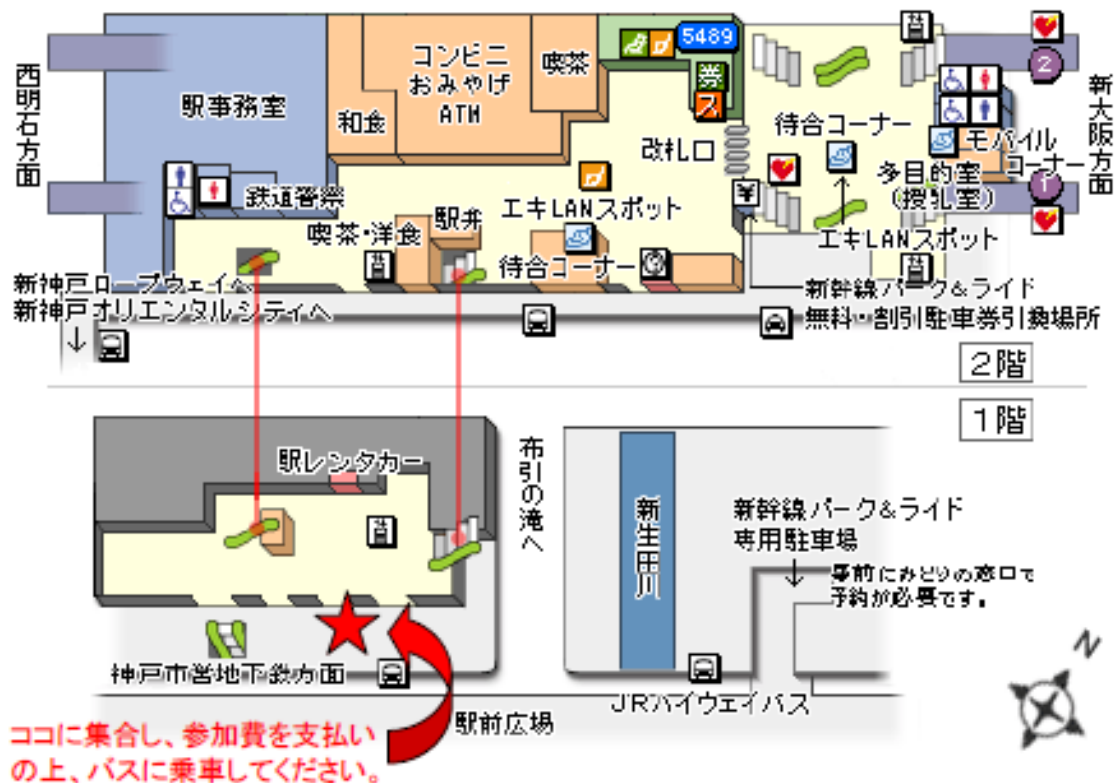 西明石方面
駅事務室
和食
コンビニ
おみやげ
ATM
喫茶
5489
券
ス
改札口
待合コーナー
2
新大阪方面
モバイル
コーナー
1
多目的室
(授乳室)
鉄道警察
喫茶・洋食
駅弁
エキLANスポット
待合コーナー
¥
エキLANスポット
新神戸ロープウェイへ
新神戸オリエンタルシティへ
新幹線パーク&ライド
無料・割引駐車券引換場所
2階
1階
駅レンタカー
布引の滝へ
新生田川
新幹線パーク&ライド
専用駐車場
事前にみどりの窓口で
予約が必要です。
神戸市営地下鉄方面
JRハイウェイバス
駅前広場
N
ココに集合し、参加費を支払い
の上、バスに乗車してください。